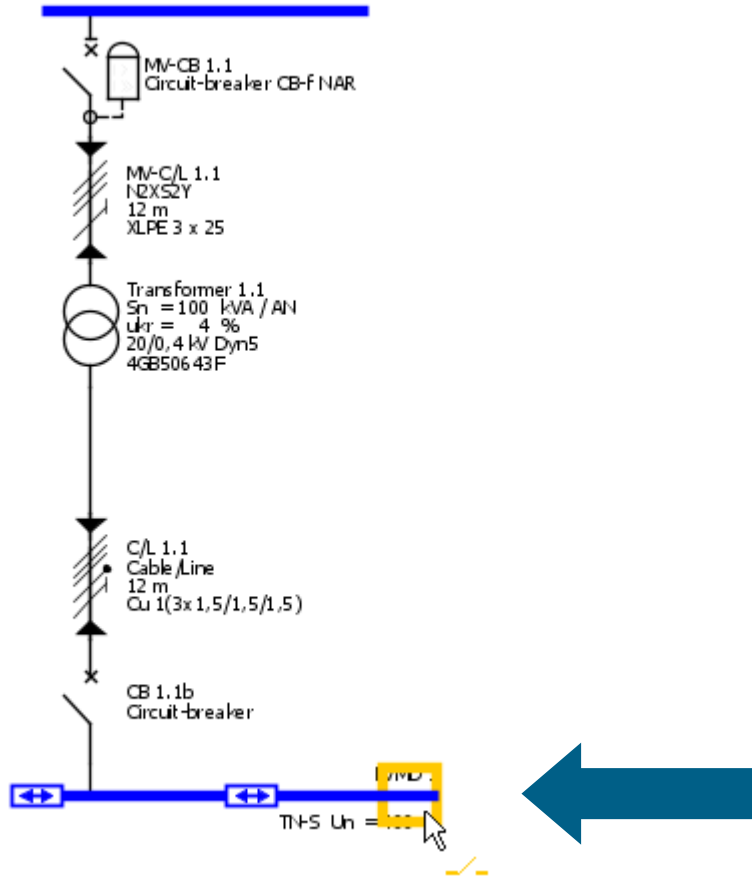 MV-CB 1.1
Circuit-breaker CB-f NAR
MV-C/L 1.1
N2XS2Y
12 m
XLPE 3 x 25
Transformer 1.1
Sn = 100 kVA / AN
ukr = 4 %
20/0,4 kV Dyn5
4GB50643F
C/L 1.1
Cable/Line
12 m
Cu 1(3x1,5/1,5/1,5)
CB 1.1b
Circuit-breaker
TN-S Un =